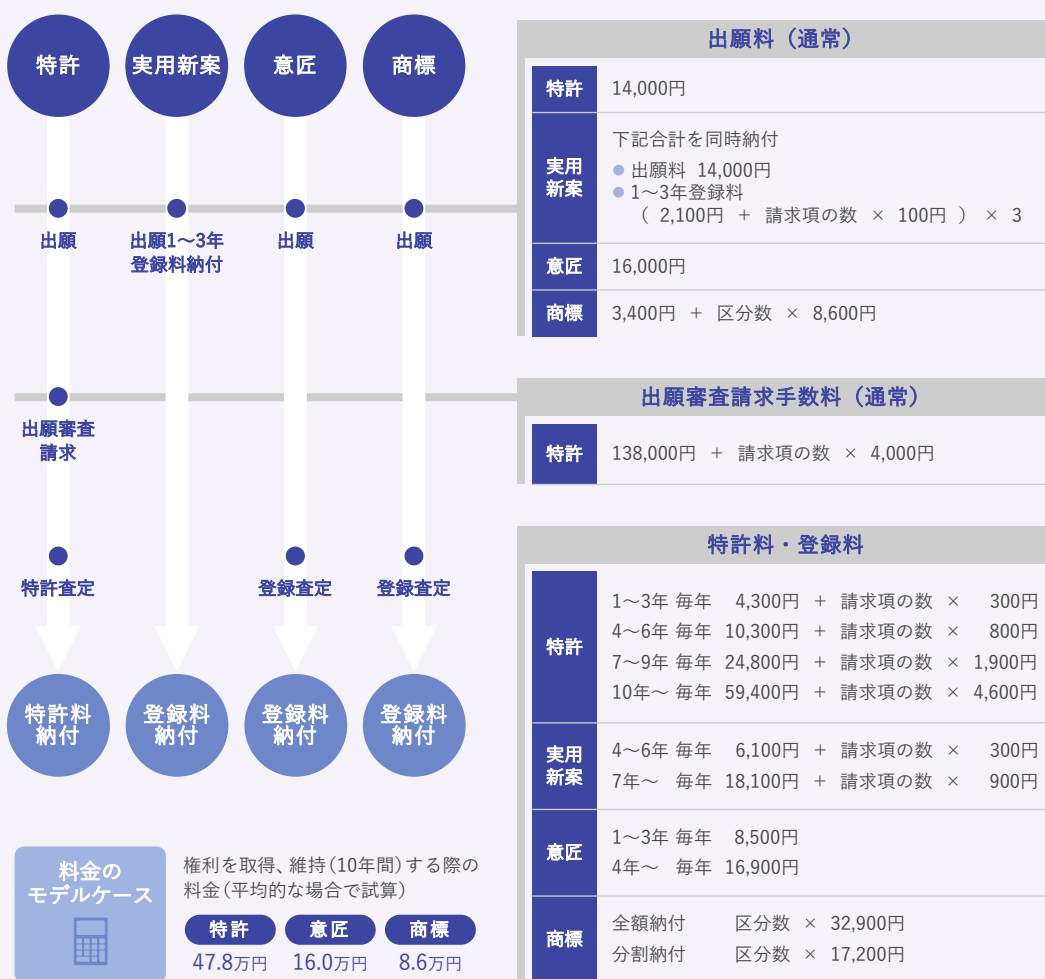 特許
実用新案
意匠
商標
出願
出願1～3年
登録料納付
出願
出願
出願審査
請求
特許査定
登録査定
登録査定
特許料
納付
登録料
納付
登録料
納付
登録料
納付
料金の
モデルケース
権利を取得、維持(10年間)する際の
料金(平均的な場合で試算)
特許 意匠 商標
47.8万円 16.0万円 8.6万円
出願料（通常）
特許 14,000円
実用
新案
下記合計を同時納付
● 出願料 14,000円
● 1～3年登録料
( 2,100円 + 請求項の数 × 100円 ) × 3
意匠 16,000円
商標 3,400円 + 区分数 × 8,600円
出願審査請求手数料（通常）
特許 138,000円 + 請求項の数 × 4,000円
特許料・登録料
特許
1～3年 毎年 4,300円 + 請求項の数 × 300円
4～6年 毎年 10,300円 + 請求項の数 × 800円
7～9年 毎年 24,800円 + 請求項の数 × 1,900円
10年～ 毎年 59,400円 + 請求項の数 × 4,600円
実用
新案
4～6年 毎年 6,100円 + 請求項の数 × 300円
7年～ 毎年 18,100円 + 請求項の数 × 900円
意匠
1～3年 毎年 8,500円
4年～ 毎年 16,900円
商標
全額納付 区分数 × 32,900円
分割納付 区分数 × 17,200円